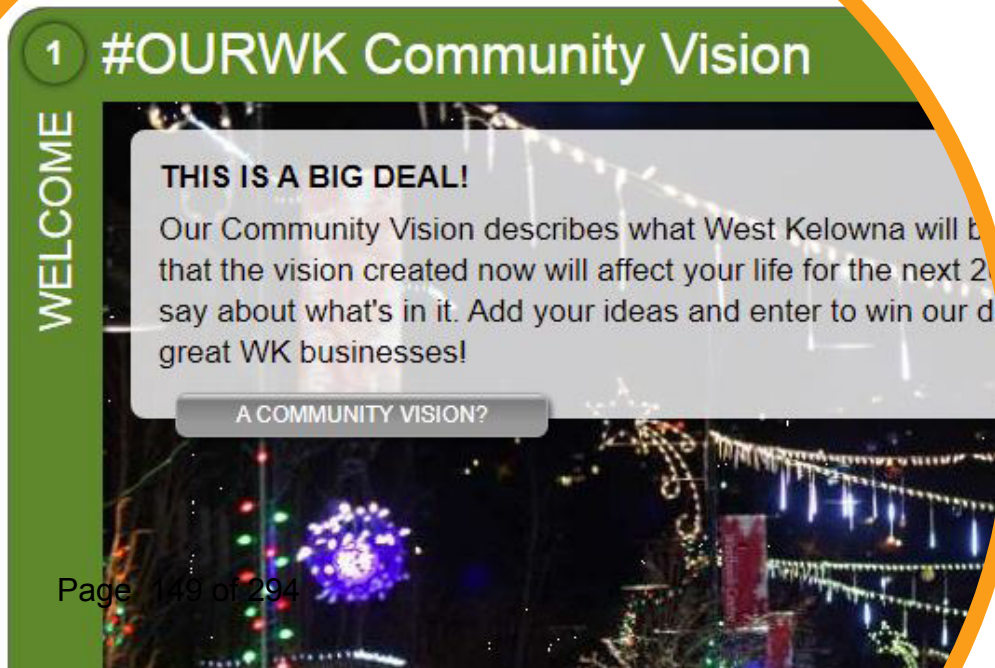 1 #OURWK Community Vision
WELCOME
THIS IS A BIG DEAL!
Our Community Vision describes what West Kelowna will
that the vision created now will affect your life for the next
say about what's in it. Add your ideas and enter to win our
great WK businesses!
A COMMUNITY VISION?
Page 149 of 294